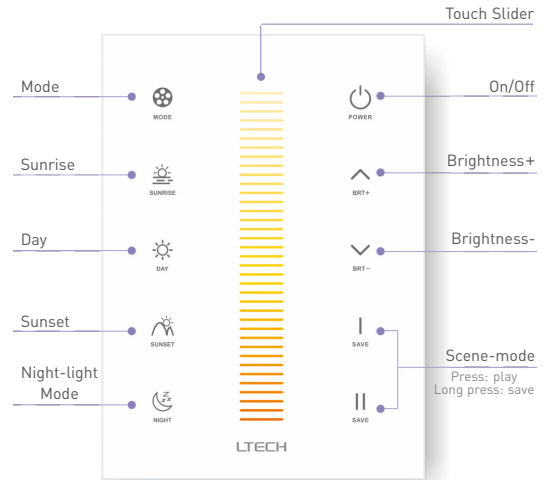 Touch Slider
Mode
On/Off
MODE
POWER
Sunrise
Brightness+
SUNRISE
BRT+
Day
Brightness-
DAY
BRT−
Sunset
SUNSET
SAVE
Scene-mode
Press: play
Long press: save
Night-light
Mode
Z
z
z
NIGHT
SAVE
LTECH